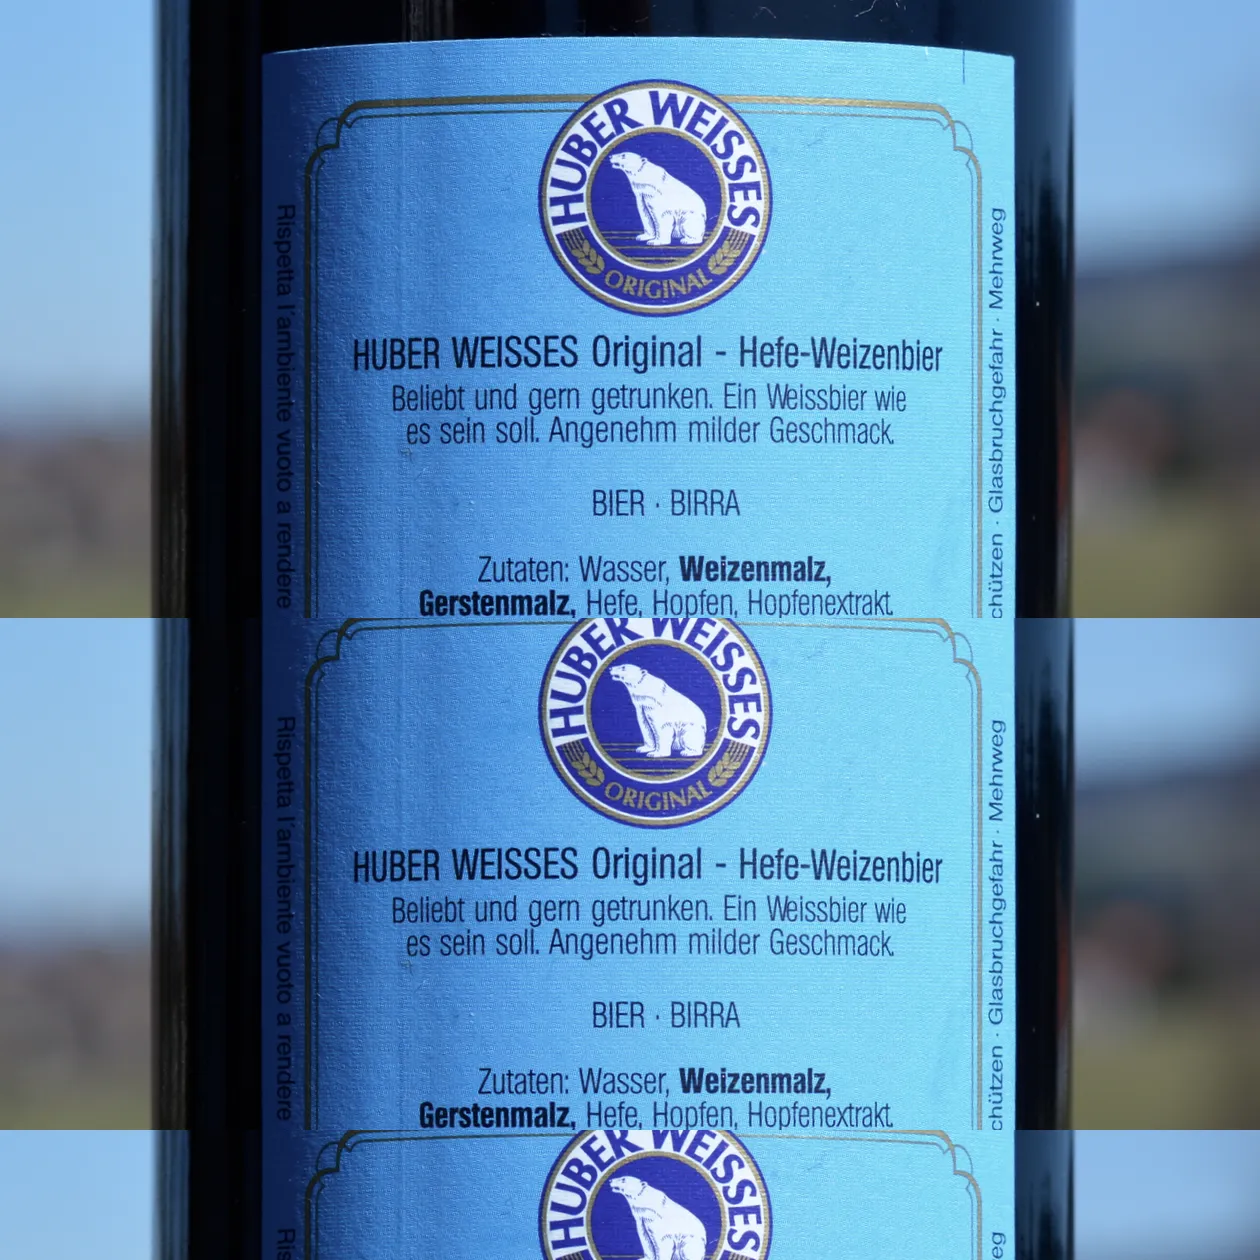 HUBER WEISSES
ORIGINAL
HUBER WEISSES Original - Hefe-Weizenbier
Beliebt und gern getrunken. Ein Weissbier wie
es sein soll. Angenehm milder Geschmack.
BIER · BIRRA
Zutaten: Wasser, Weizenmalz,
Gerstenmalz, Hefe, Hopfen, Hopfenextrakt.
Rispetta l'ambiente vuoto a rendere
chützen · Glasbruchgefahr · Mehrweg
HUBER WEISSES
ORIGINAL
HUBER WEISSES Original - Hefe-Weizenbier
Beliebt und gern getrunken. Ein Weissbier wie
es sein soll. Angenehm milder Geschmack.
BIER · BIRRA
Zutaten: Wasser, Weizenmalz,
Gerstenmalz, Hefe, Hopfen, Hopfenextrakt.
Rispetta l'ambiente vuoto a rendere
chützen · Glasbruchgefahr · Mehrweg
HUBER WEISSES
Ris
eg